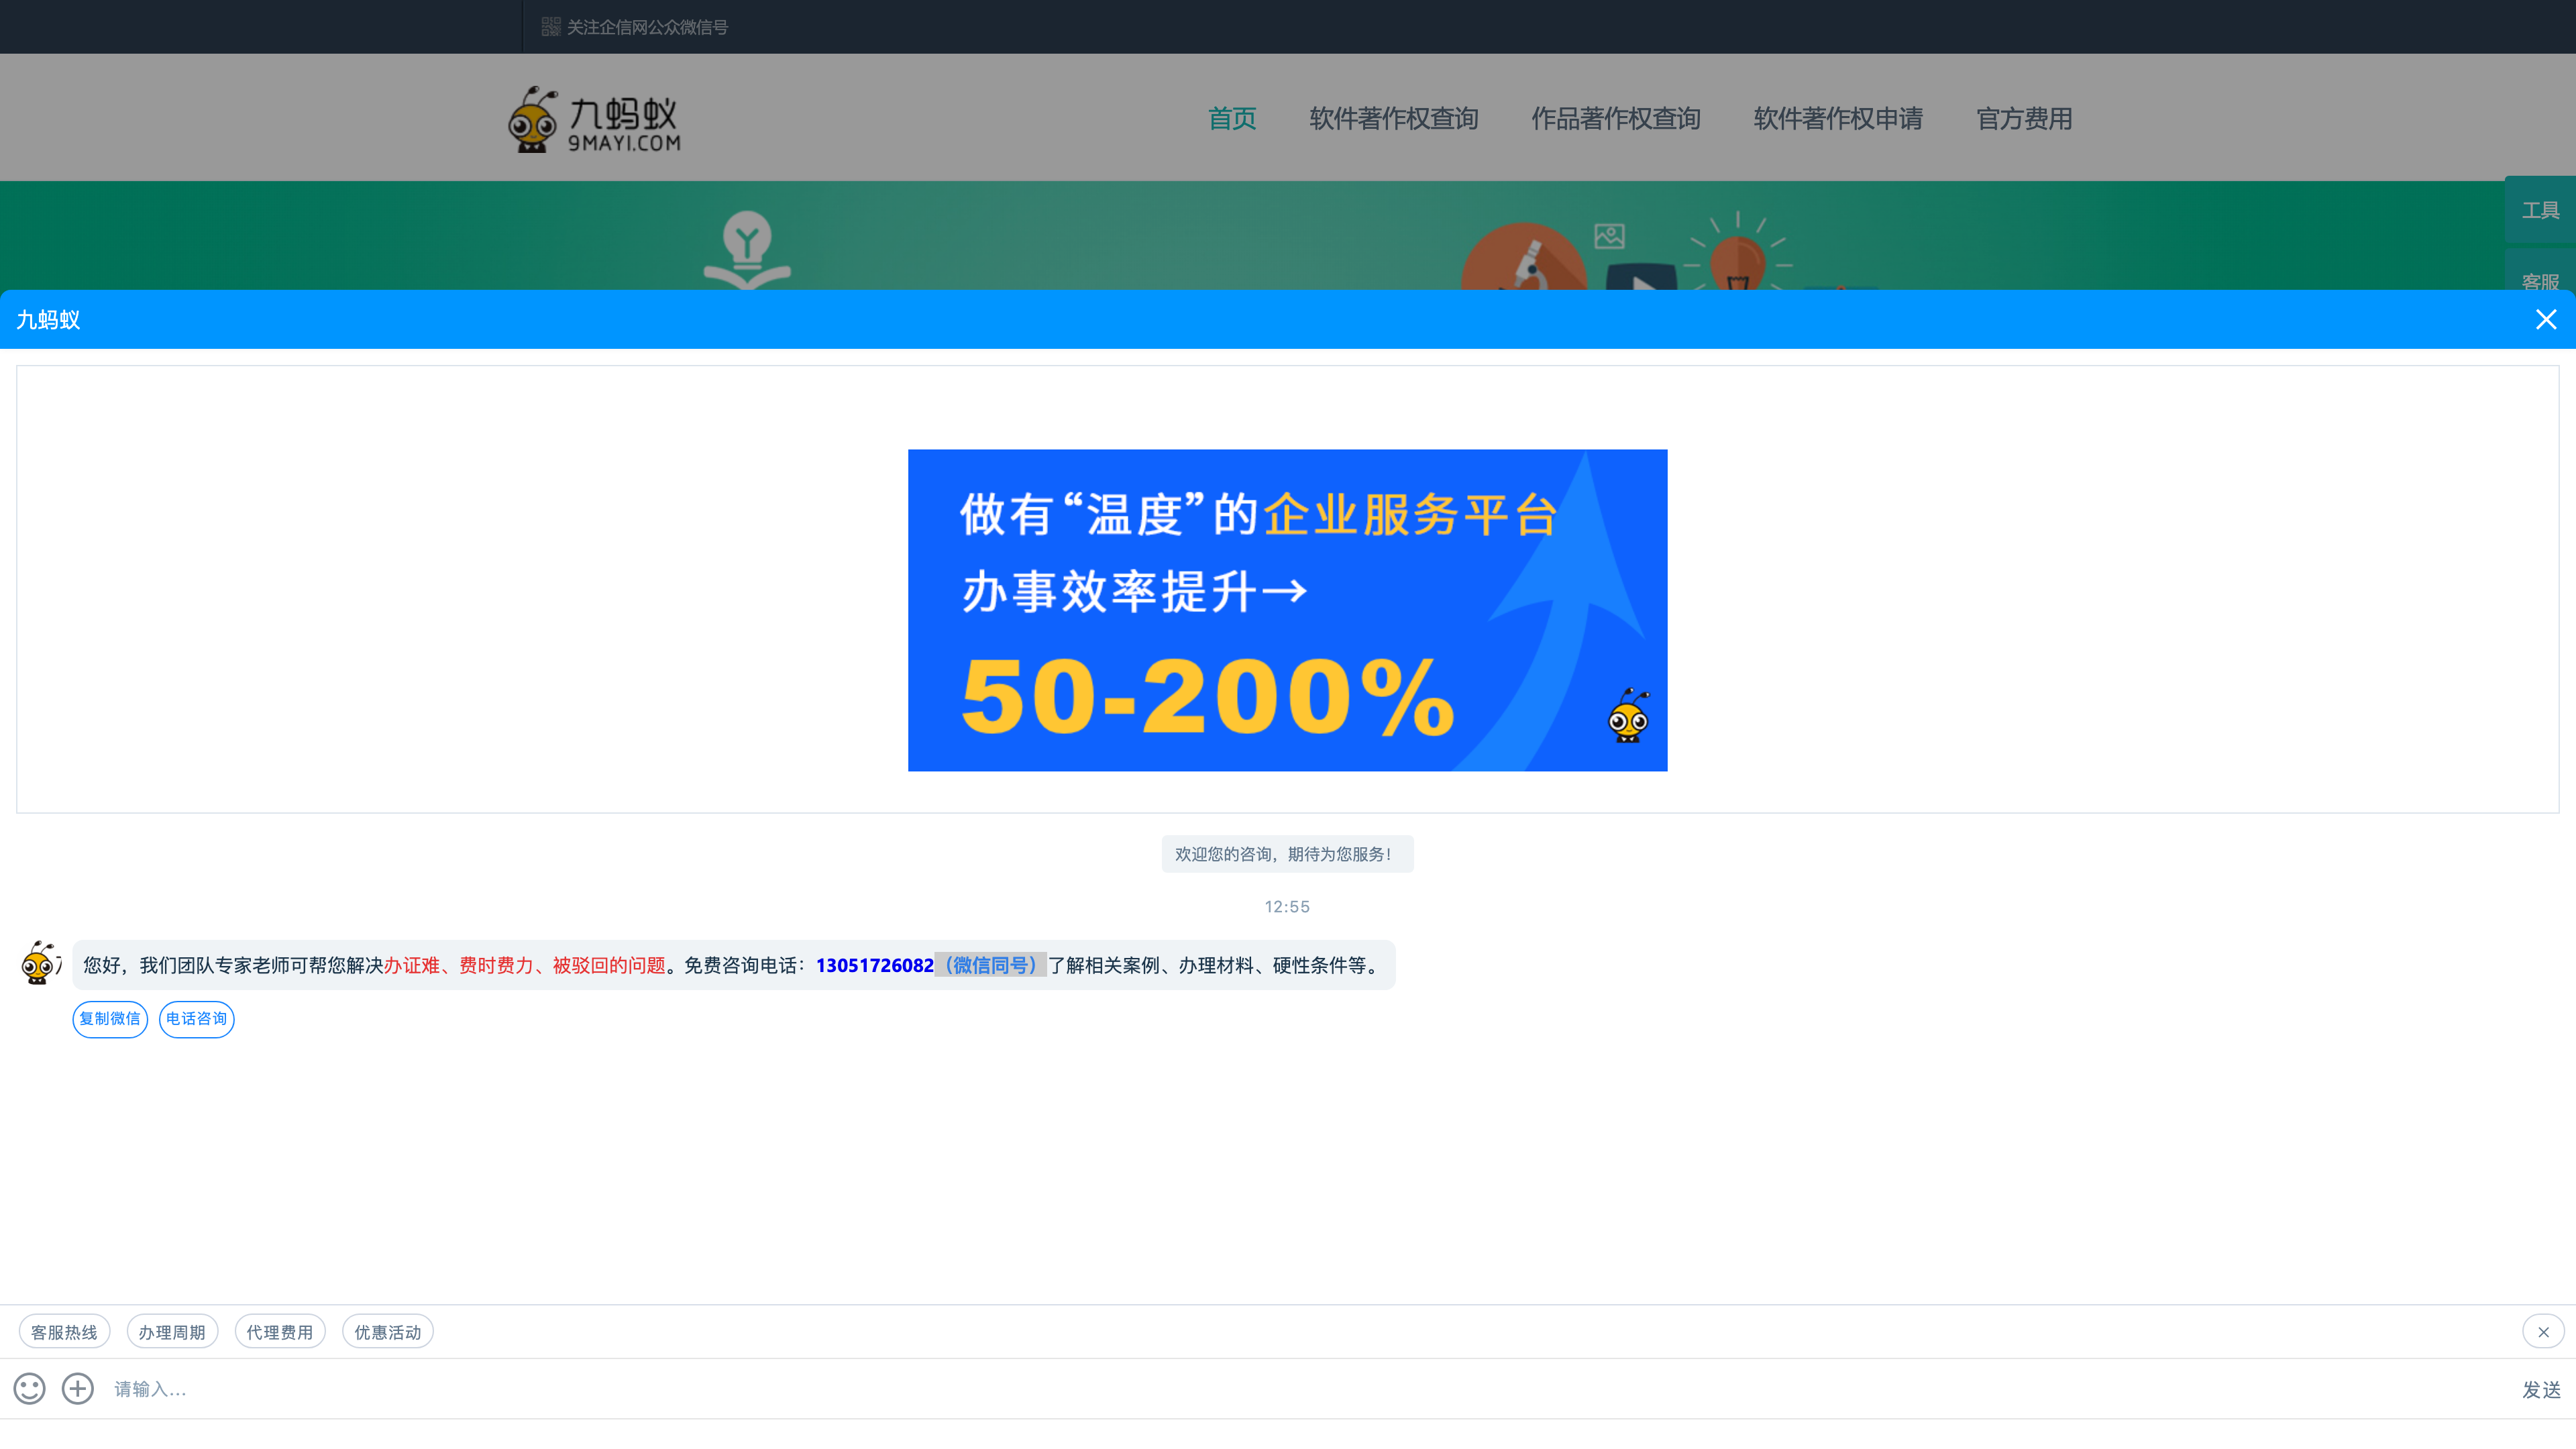 关注企信网公众微信号
九蚂蚁
9MAYI.COM
首页 软件著作权查询 作品著作权查询 软件著作权申请 官方费用
工具
客服
九蚂蚁
做有“温度”的企业服务平台
办事效率提升→
50-200%
欢迎您的咨询，期待为您服务！
12:55
您好，我们团队专家老师可帮您解决办证难、费时费力、被驳回的问题。免费咨询电话：13051726082（微信同号）了解相关案例、办理材料、硬性条件等。
复制微信 电话咨询
客服热线 办理周期 代理费用 优惠活动
请输入...
发送